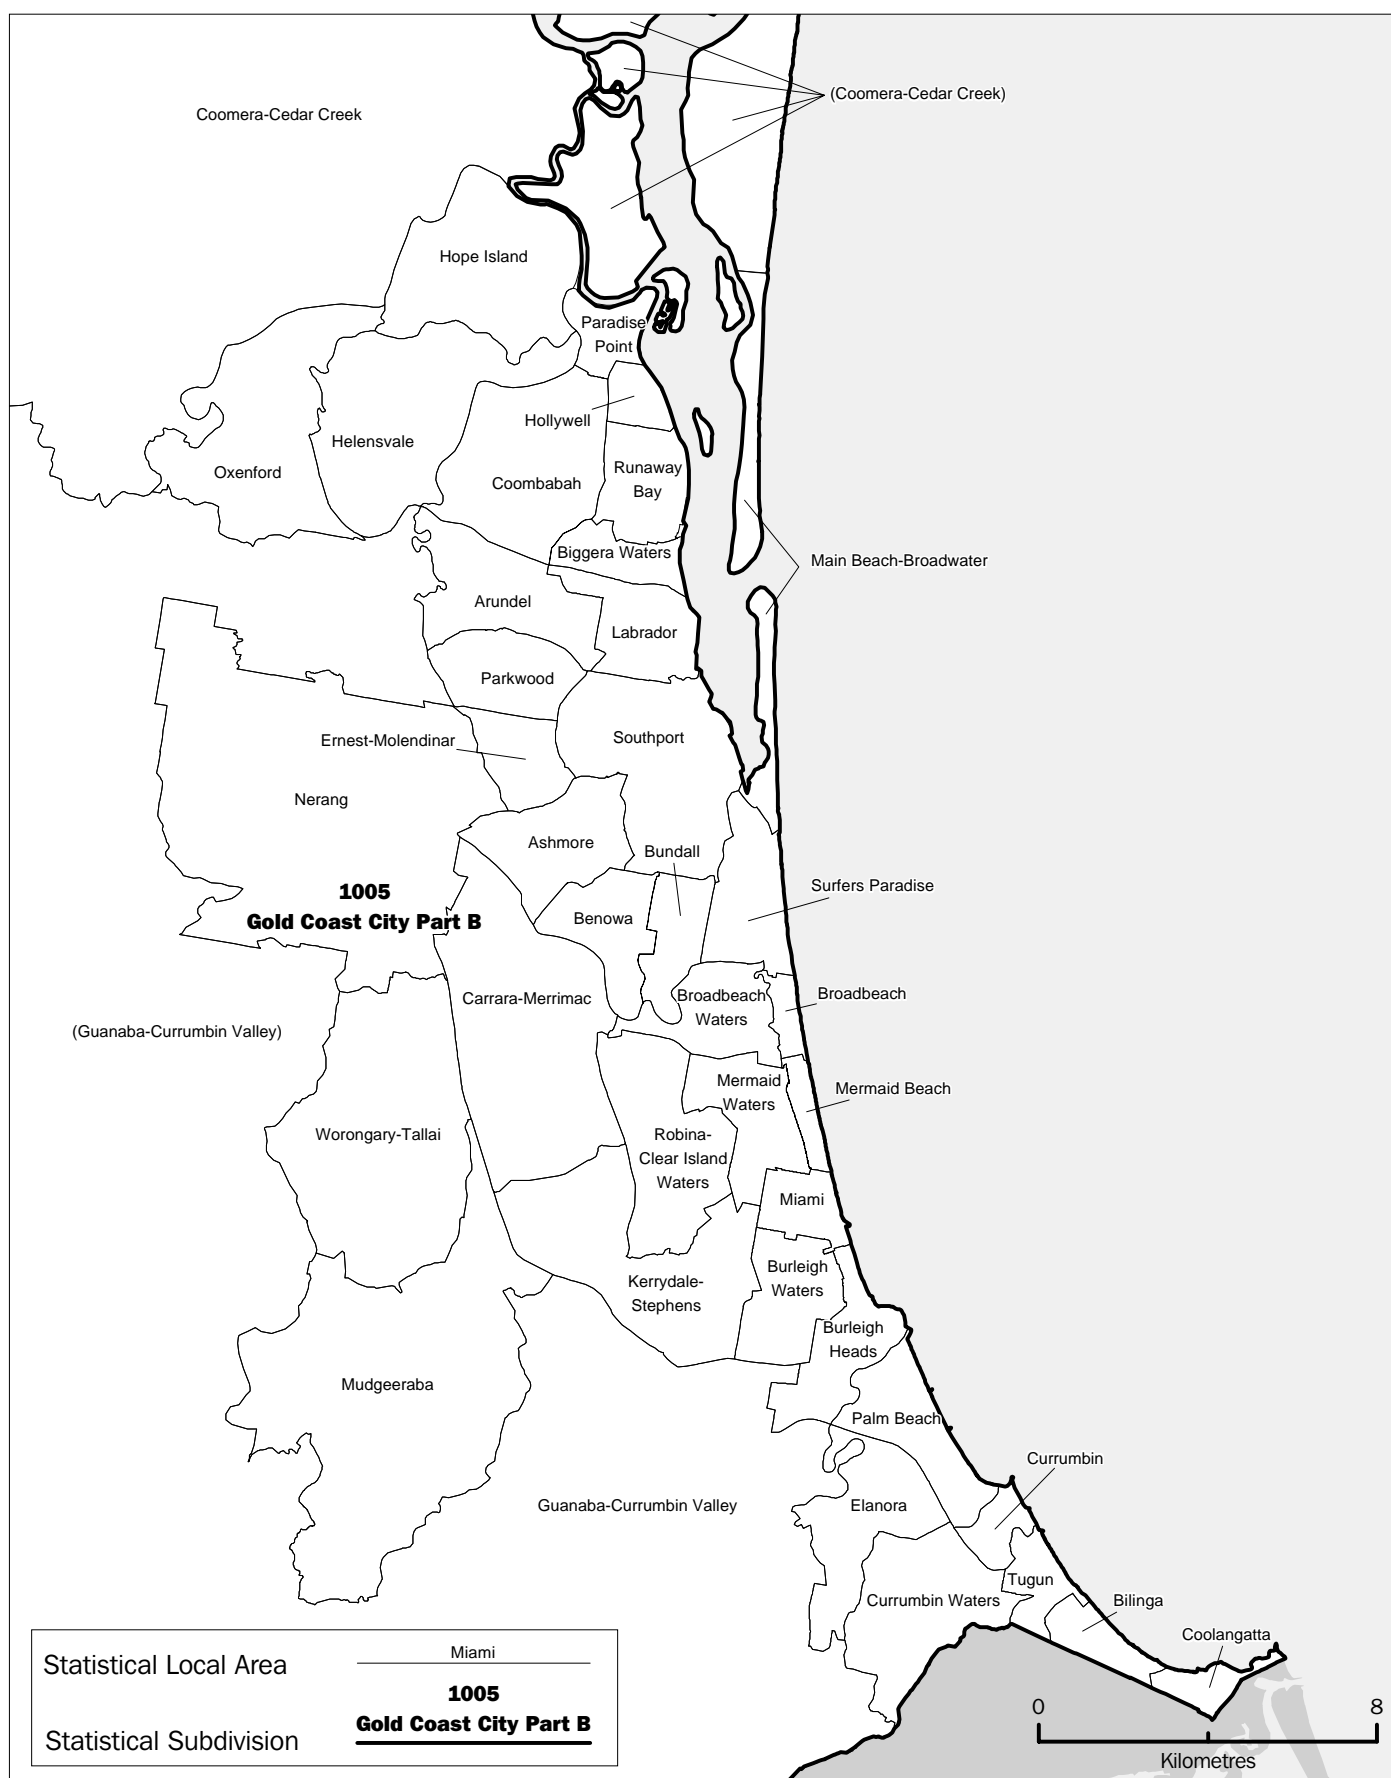 (Coomera-Cedar Creek)
Coomera-Cedar Creek
Hope Island
Paradise
Point
Hollywell
Helensvale
Oxenford
Runaway
Bay
Coombabah
Biggera Waters
Main Beach-Broadwater
Arundel
Labrador
Parkwood
Southport
Ernest-Molendinar
Nerang
Ashmore
Bundall
Surfers Paradise
1005
Gold Coast City Part B
Benowa
Broadbeach
Waters
Broadbeach
Carrara-Merrimac
(Guanaba-Currumbin Valley)
Mermaid
Waters
Mermaid Beach
Worongary-Tallai
Robina-
Clear Island
Waters
Miami
Burleigh
Waters
Kerrydale-
Stephens
Burleigh
Heads
Mudgeeraba
Palm Beach
Currumbin
Guanaba-Currumbin Valley
Elanora
Tugun
Currumbin Waters
Bilinga
Coolangatta
Statistical Local Area
Miami
1005
Gold Coast City Part B
Statistical Subdivision
0
8
Kilometres